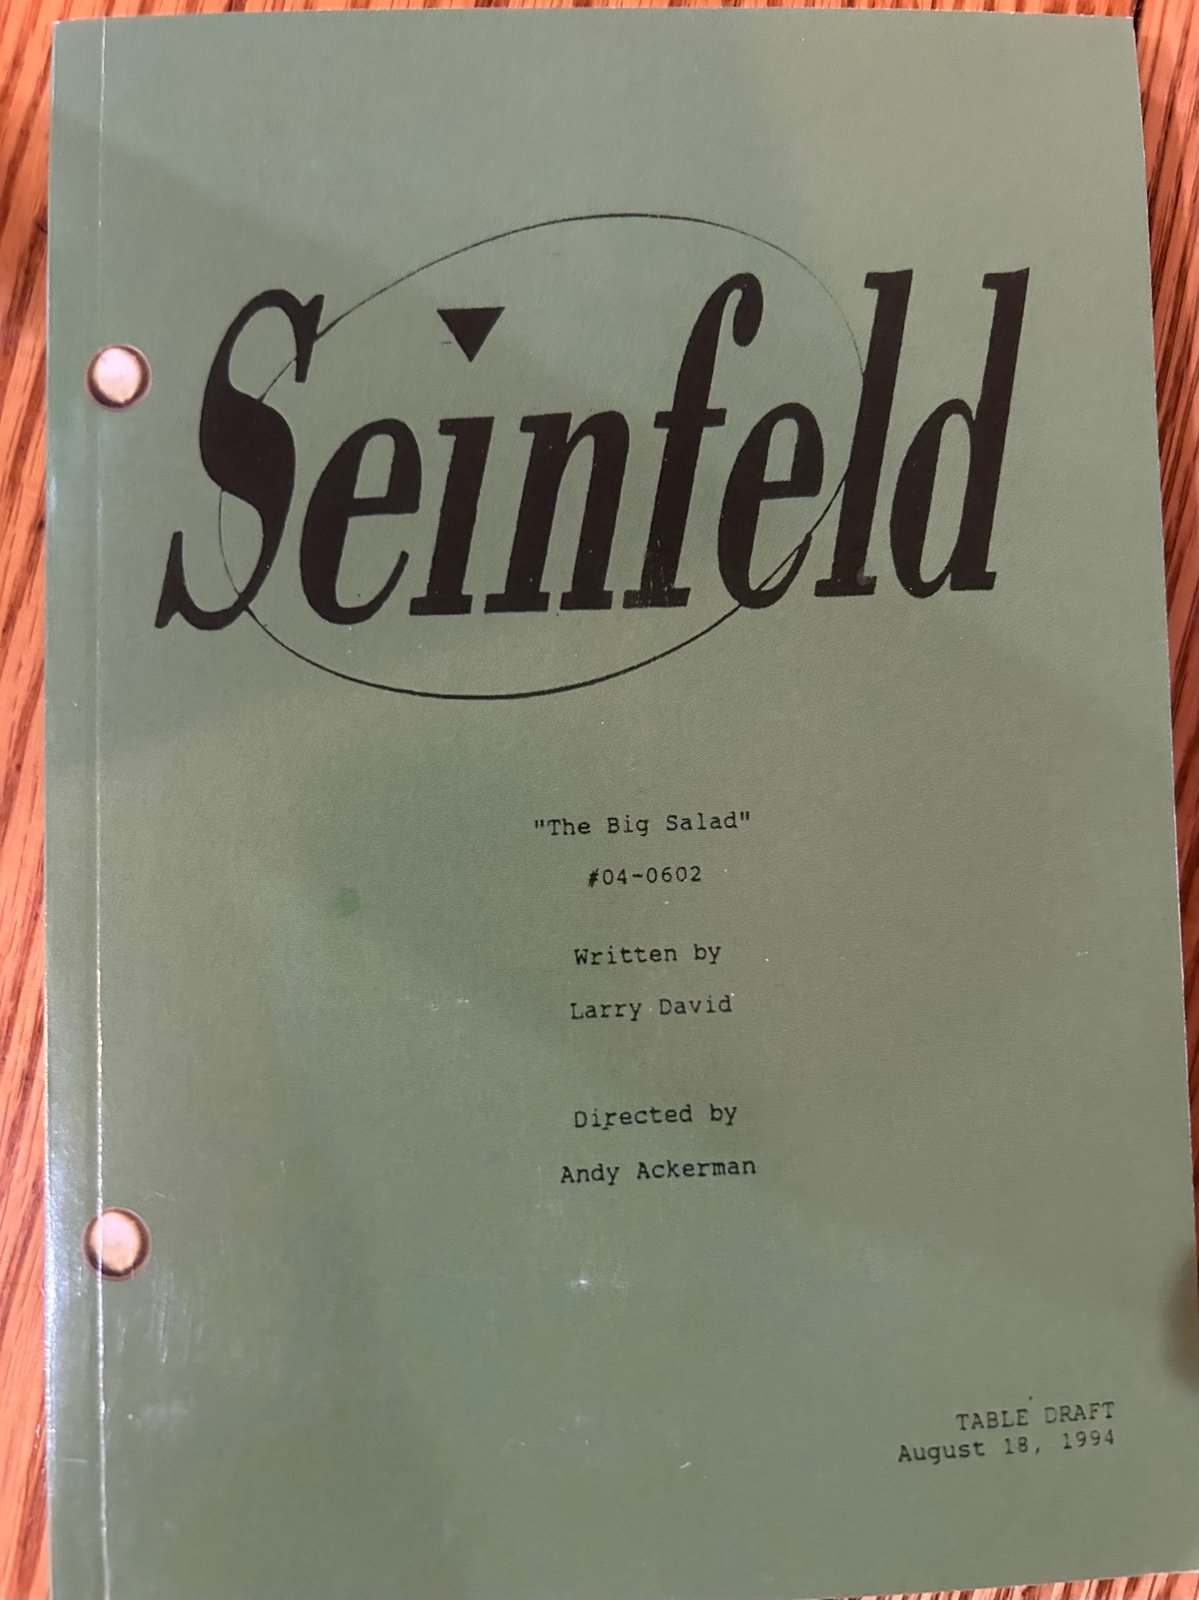 Seinfeld
"The Big Salad"
#04-0602
Written by
Larry David
Directed by
Andy Ackerman
TABLE DRAFT
August 18, 1994